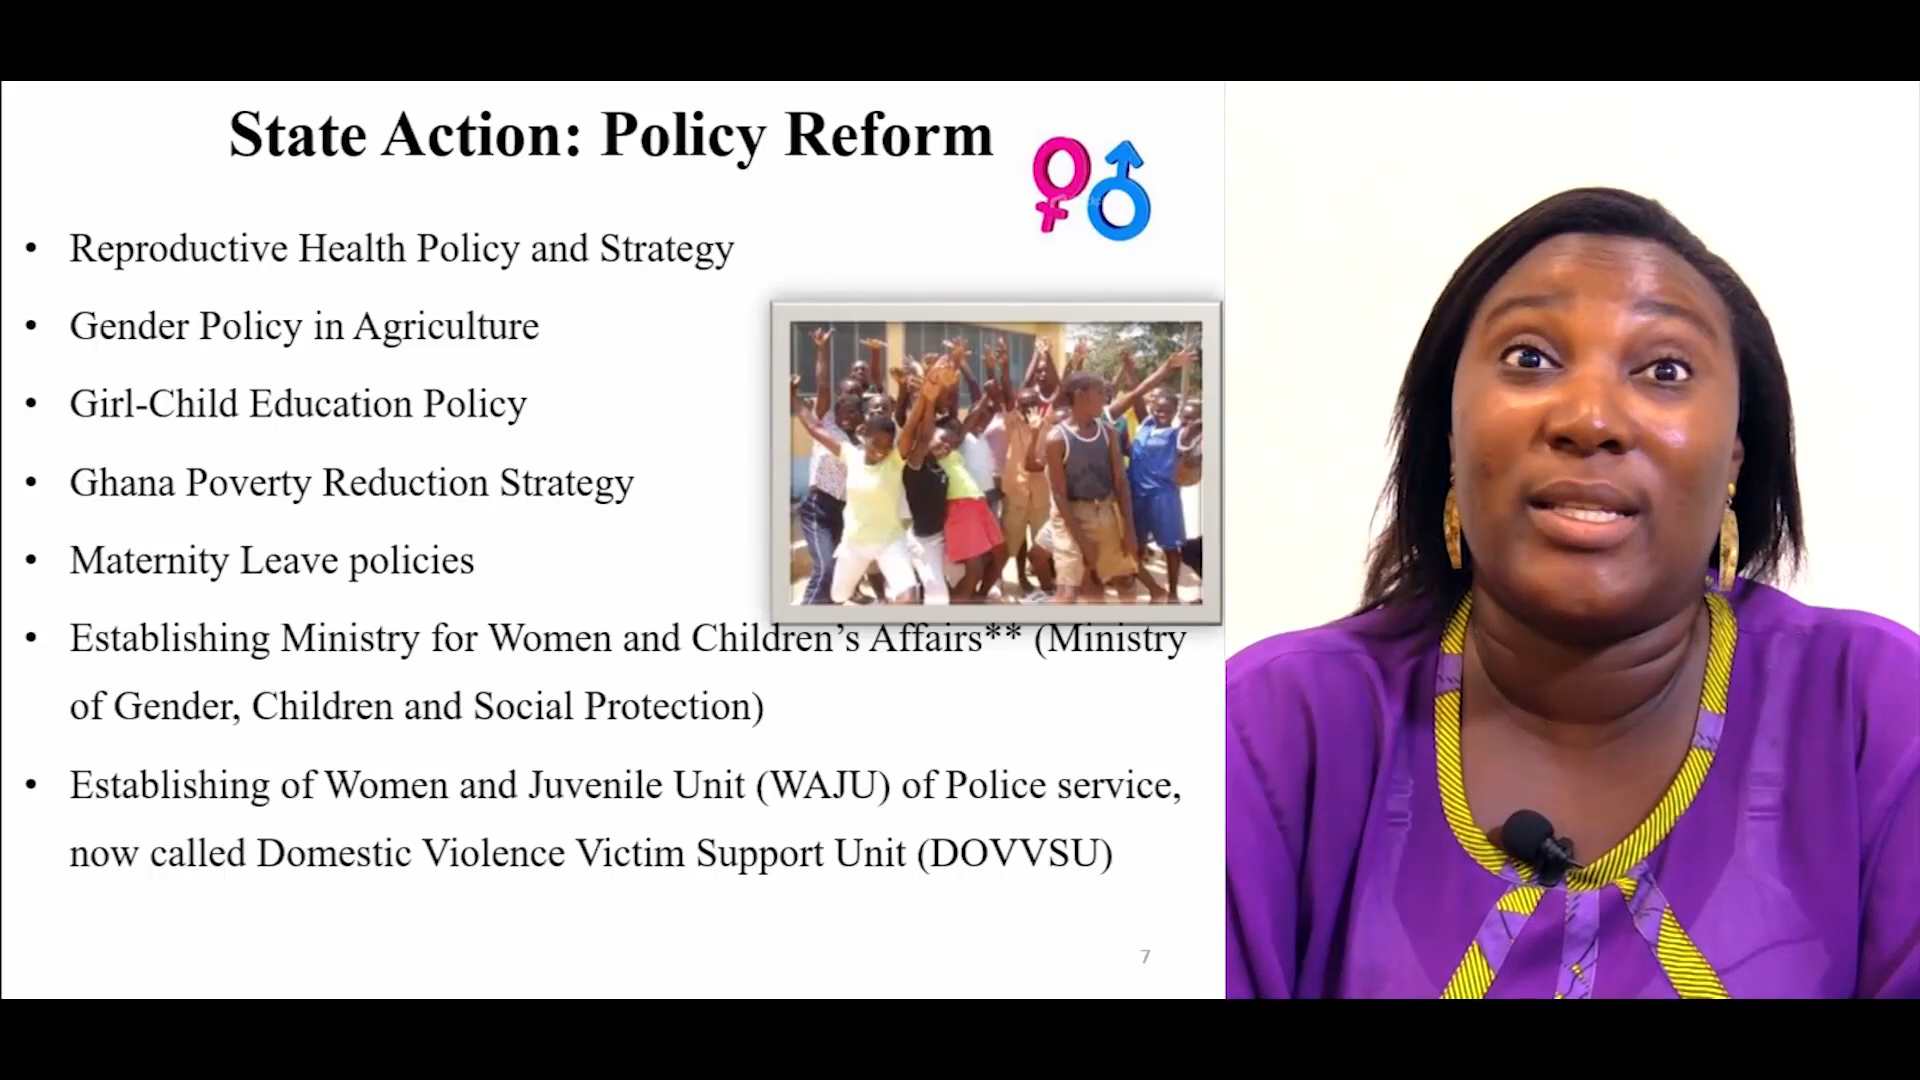 State Action: Policy Reform
• Reproductive Health Policy and Strategy
• Gender Policy in Agriculture
• Girl-Child Education Policy
• Ghana Poverty Reduction Strategy
• Maternity Leave policies
• Establishing Ministry for Women and Children’s Affairs** (Ministry
of Gender, Children and Social Protection)
• Establishing of Women and Juvenile Unit (WAJU) of Police service,
now called Domestic Violence Victim Support Unit (DOVVSU)
7